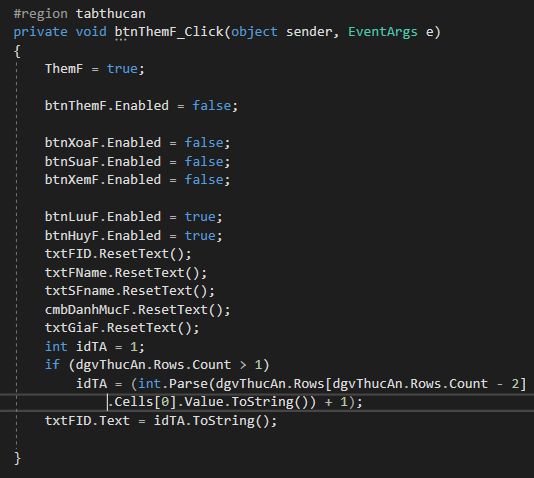 #region tabthucan
private void btnThemF_Click(object sender, EventArgs e)
{
ThemF = true;
btnThemF.Enabled = false;
btnXoaF.Enabled = false;
btnSuaF.Enabled = false;
btnXemF.Enabled = false;
btnLuuF.Enabled = true;
btnHuyF.Enabled = true;
txtFID.ResetText();
txtFName.ResetText();
txtSFname.ResetText();
cmbDanhMucF.ResetText();
txtGiaF.ResetText();
int idTA = 1;
if (dgvThucAn.Rows.Count > 1)
idTA = (int.Parse(dgvThucAn.Rows[dgvThucAn.Rows.Count - 2]
.Cells[0].Value.ToString()) + 1);
txtFID.Text = idTA.ToString();
}